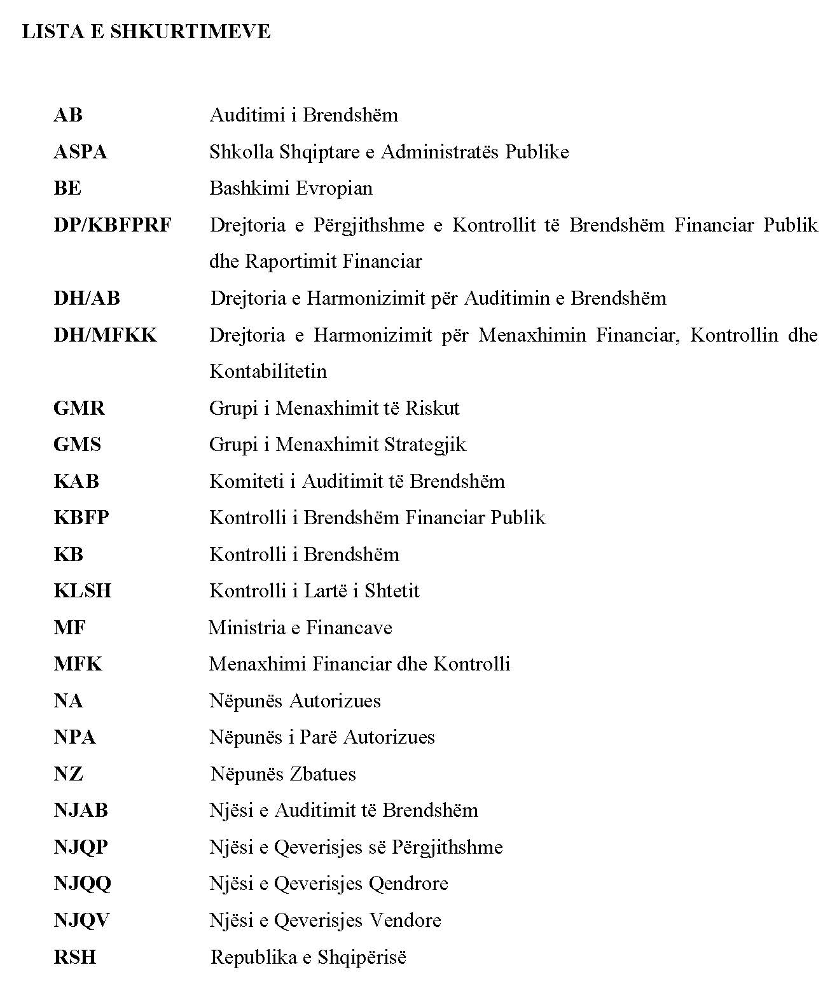 LISTA E SHKURTIMEVE
AB Auditimi i Brendshëm
ASPA Shkolla Shqiptare e Administratës Publike
BE Bashkimi Evropian
DP/KBFPRF Drejtoria e Përgjithshme e Kontrollit të Brendshëm Financiar Publik
dhe Raportimit Financiar
DH/AB Drejtoria e Harmonizimit për Auditimin e Brendshëm
DH/MFKK Drejtoria e Harmonizimit për Menaxhimin Financiar, Kontrollin dhe
Kontabilitetin
GMR Grupi i Menaxhimit të Riskut
GMS Grupi i Menaxhimit Strategjik
KAB Komiteti i Auditimit të Brendshëm
KBFP Kontrolli i Brendshëm Financiar Publik
KB Kontrolli i Brendshëm
KLSH Kontrolli i Lartë i Shtetit
MF Ministria e Financave
MFK Menaxhimi Financiar dhe Kontrolli
NA Nëpunës Autorizues
NPA Nëpunës i Parë Autorizues
NZ Nëpunës Zbatues
NJAB Njësi e Auditimit të Brendshëm
NJQP Njësi e Qeverisjes së Përgjithshme
NJQQ Njësi e Qeverisjes Qendrore
NJQV Njësi e Qeverisjes Vendore
RSH Republika e Shqipërisë